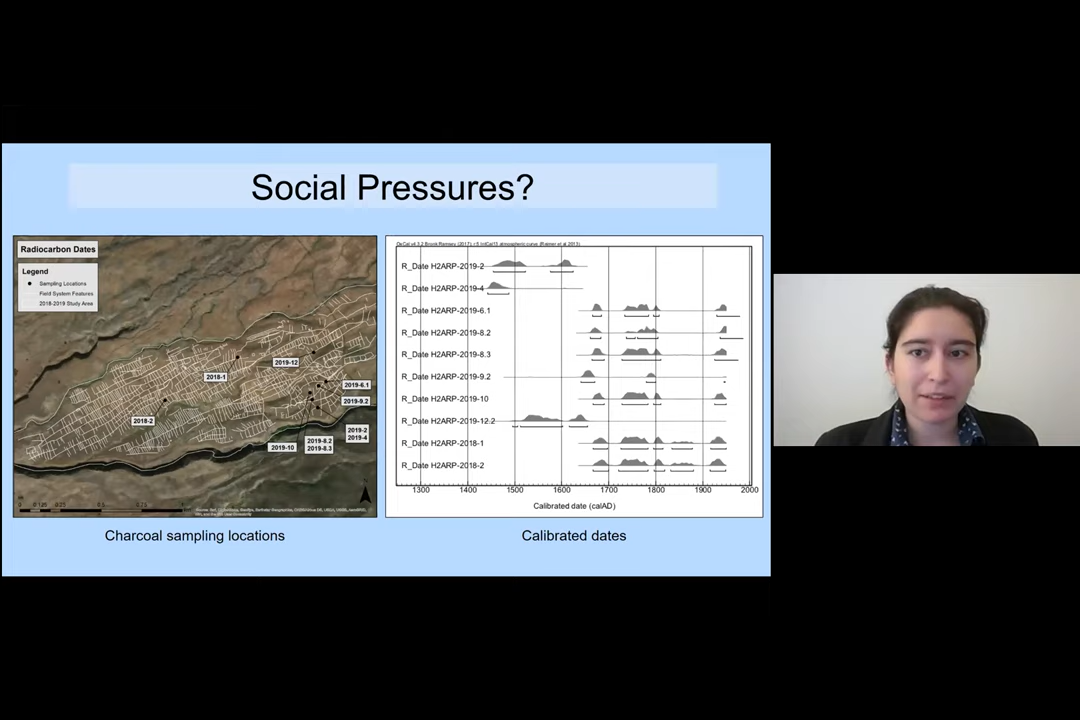 Social Pressures?
Radiocarbon Dates
Legend
Sampling Locations
Field System Features
2018-2019 Study Area
2018-1
2019-12
2019-6.1
2019-9.2
2018-2
2019-2
2019-4
2019-10
2019-8.2
2019-8.3
Charcoal sampling locations
R_Date H2ARP-2019-2
R_Date H2ARP-2019-4
R_Date H2ARP-2019-6.1
R_Date H2ARP-2019-8.2
R_Date H2ARP-2019-8.3
R_Date H2ARP-2019-9.2
R_Date H2ARP-2019-10
R_Date H2ARP-2019-12.2
R_Date H2ARP-2018-1
R_Date H2ARP-2018-2
1300 1400 1500 1600 1700 1800 1900 2000
Calibrated date (calAD)
Calibrated dates